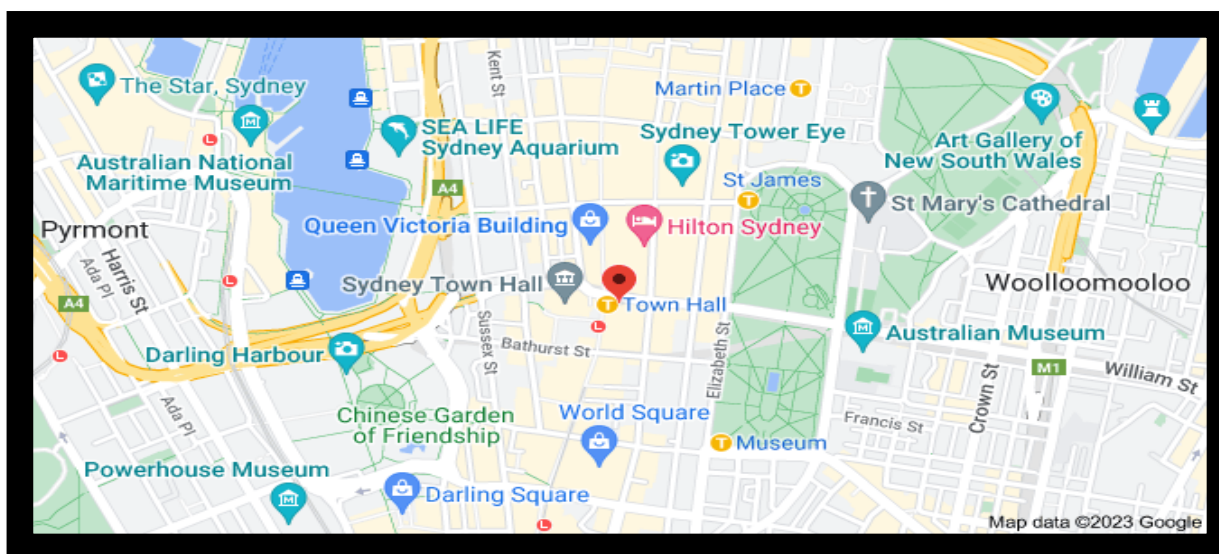 Kent St
Martin Place
T
The Star, Sydney
SEA LIFE
Sydney Aquarium
Sydney Tower Eye
Art Gallery of
New South Wales
L
Australian National
Maritime Museum
A4
St James
T
St Mary's Cathedral
Pyrmont
Queen Victoria Building
Hilton Sydney
Harris St
Ada Pl
L
Sydney Town Hall
Woolloomooloo
A4
T
Town Hall
L
Sussex St
Elizabeth St
Australian Museum
L
Darling Harbour
Bathurst St
M1
William St
Crown St
Ada Pl
Chinese Garden
of Friendship
World Square
Francis St
T
Museum
Powerhouse Museum
Darling Square
L
Map data ©2023 Google